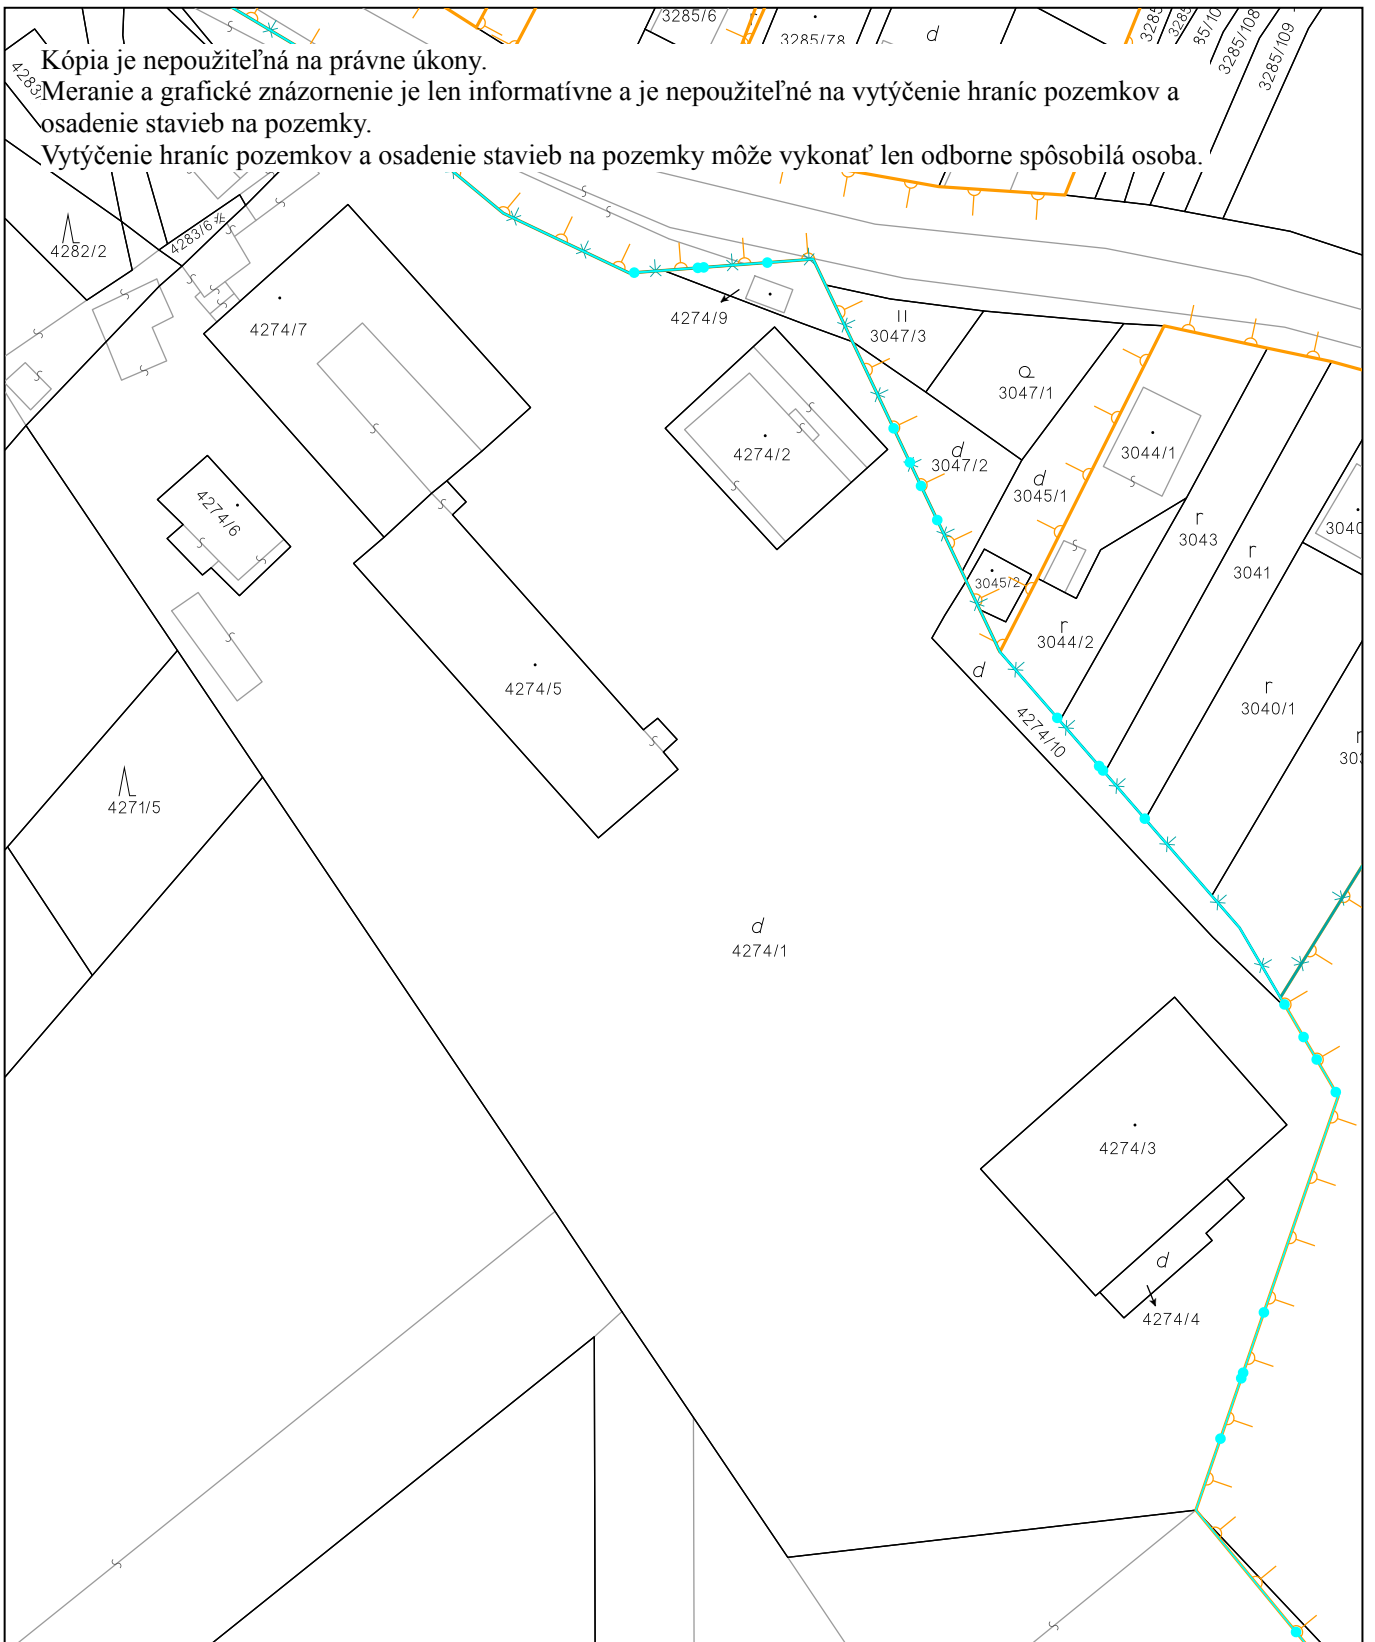 3285/6
3285/78
d
3285/108
3285/109
Kópia je nepoužiteľná na právne úkony.
Meranie a grafické znázornenie je len informatívne a je nepoužiteľné na vytýčenie hraníc pozemkov a
osadenie stavieb na pozemky.
Vytýčenie hraníc pozemkov a osadenie stavieb na pozemky môže vykonať len odborne spôsobilá osoba.
4282/2
4283/6
4274/7
4274/9
3047/3
3047/1
4274/2
d
3047/2
3044/1
d
3045/1
4274/6
r
3043
r
3041
3045/2
r
3044/2
d
4274/10
4274/5
r
3040/1
4271/5
d
4274/1
4274/3
d
4274/4